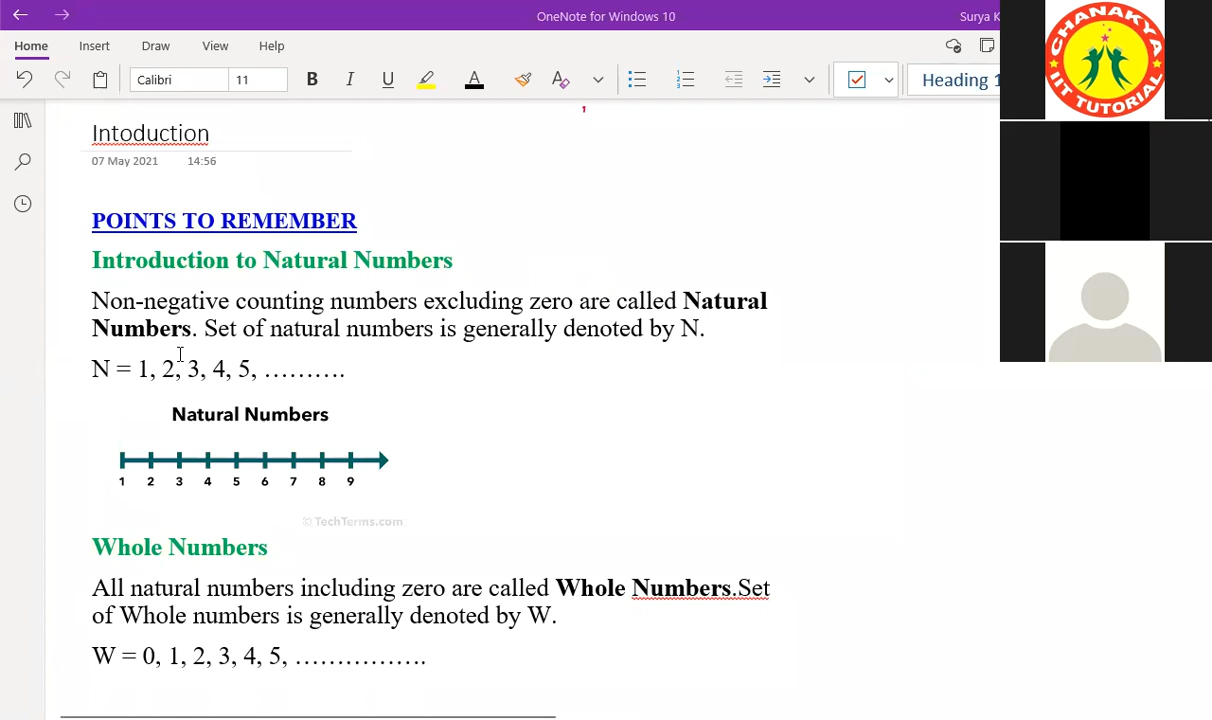 OneNote for Windows 10
Surya K
Home Insert Draw View Help
Calibri 11 B I U A A Heading 1
Intoduction
07 May 2021 14:56
POINTS TO REMEMBER
Introduction to Natural Numbers
Non-negative counting numbers excluding zero are called Natural
Numbers. Set of natural numbers is generally denoted by N.
N = 1, 2, 3, 4, 5, ……….
Natural Numbers
1 2 3 4 5 6 7 8 9
© TechTerms.com
Whole Numbers
All natural numbers including zero are called Whole Numbers.Set
of Whole numbers is generally denoted by W.
W = 0, 1, 2, 3, 4, 5, …………….
CHANAKYA
IIT TUTORIAL